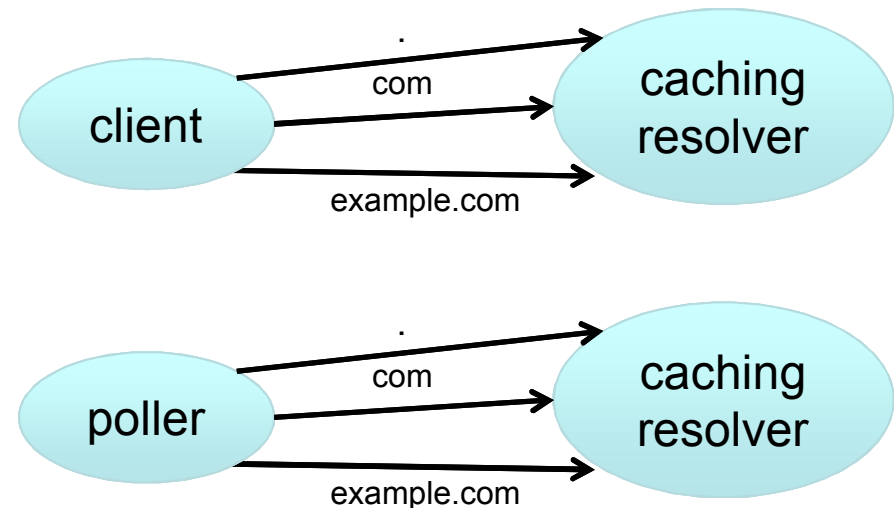 .
com
client
caching
resolver
example.com
.
com
poller
caching
resolver
example.com